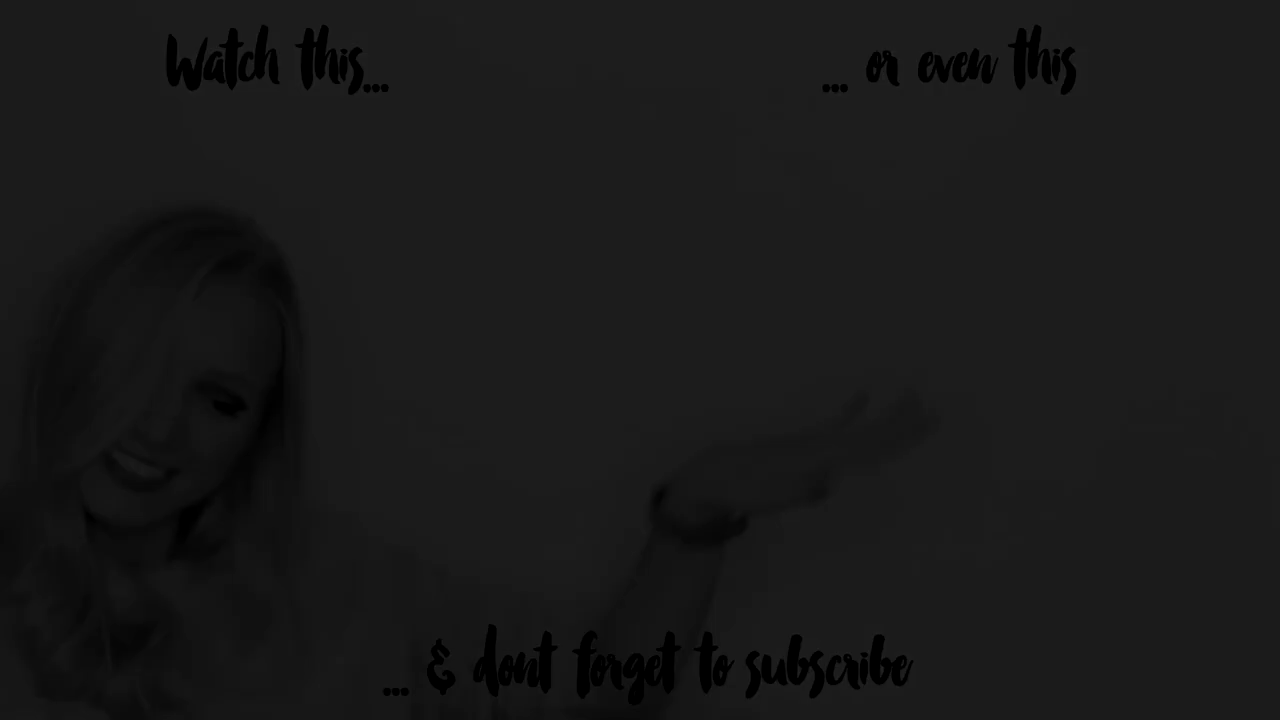 Watch this...
... or even this
... & dont forget to subscribe